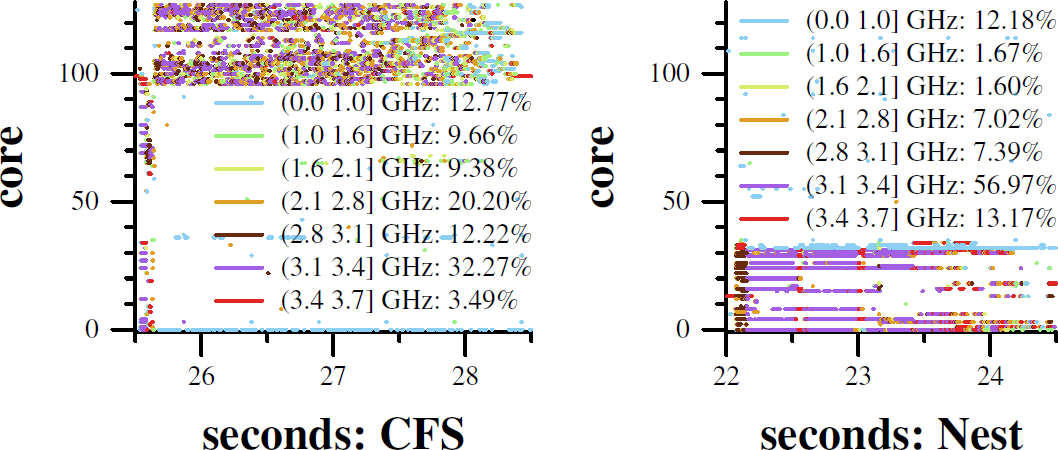 core
100
50
0
(0.0 1.0] GHz: 12.77%
(1.0 1.6] GHz: 9.66%
(1.6 2.1] GHz: 9.38%
(2.1 2.8] GHz: 20.20%
(2.8 3.1] GHz: 12.22%
(3.1 3.4] GHz: 32.27%
(3.4 3.7] GHz: 3.49%
26 27 28
seconds: CFS
core
100
50
0
(0.0 1.0] GHz: 12.18%
(1.0 1.6] GHz: 1.67%
(1.6 2.1] GHz: 1.60%
(2.1 2.8] GHz: 7.02%
(2.8 3.1] GHz: 7.39%
(3.1 3.4] GHz: 56.97%
(3.4 3.7] GHz: 13.17%
22 23 24
seconds: Nest